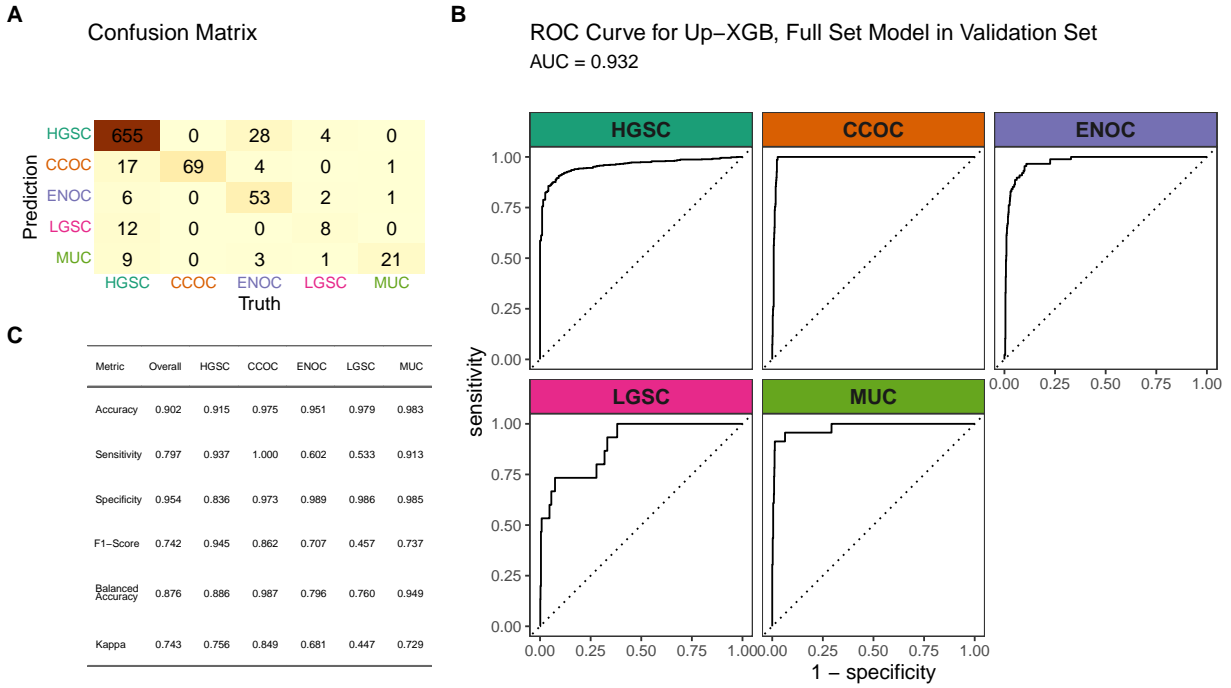 A
Confusion Matrix
Prediction
HGSC 655 0 28 4 0
CCOC 17 69 4 0 1
ENOC 6 0 53 2 1
LGSC 12 0 0 8 0
MUC 9 0 3 1 21
HGSC CCOC ENOC LGSC MUC
Truth
B
ROC Curve for Up−XGB, Full Set Model in Validation Set
AUC = 0.932
HGSC CCOC ENOC
1.00
0.75
0.50
0.25
0.00
0.00 0.25 0.50 0.75 1.00
sensitivity
LGSC MUC
1.00
0.75
0.50
0.25
0.00
0.00 0.25 0.50 0.75 1.00 0.00 0.25 0.50 0.75 1.00
1 − specificity
C
Metric Overall HGSC CCOC ENOC LGSC MUC
Accuracy 0.902 0.915 0.975 0.951 0.979 0.983
Sensitivity 0.797 0.937 1.000 0.602 0.533 0.913
Specificity 0.954 0.836 0.973 0.989 0.986 0.985
F1−Score 0.742 0.945 0.862 0.707 0.457 0.737
Balanced
Accuracy 0.876 0.886 0.987 0.796 0.760 0.949
Kappa 0.743 0.756 0.849 0.681 0.447 0.729